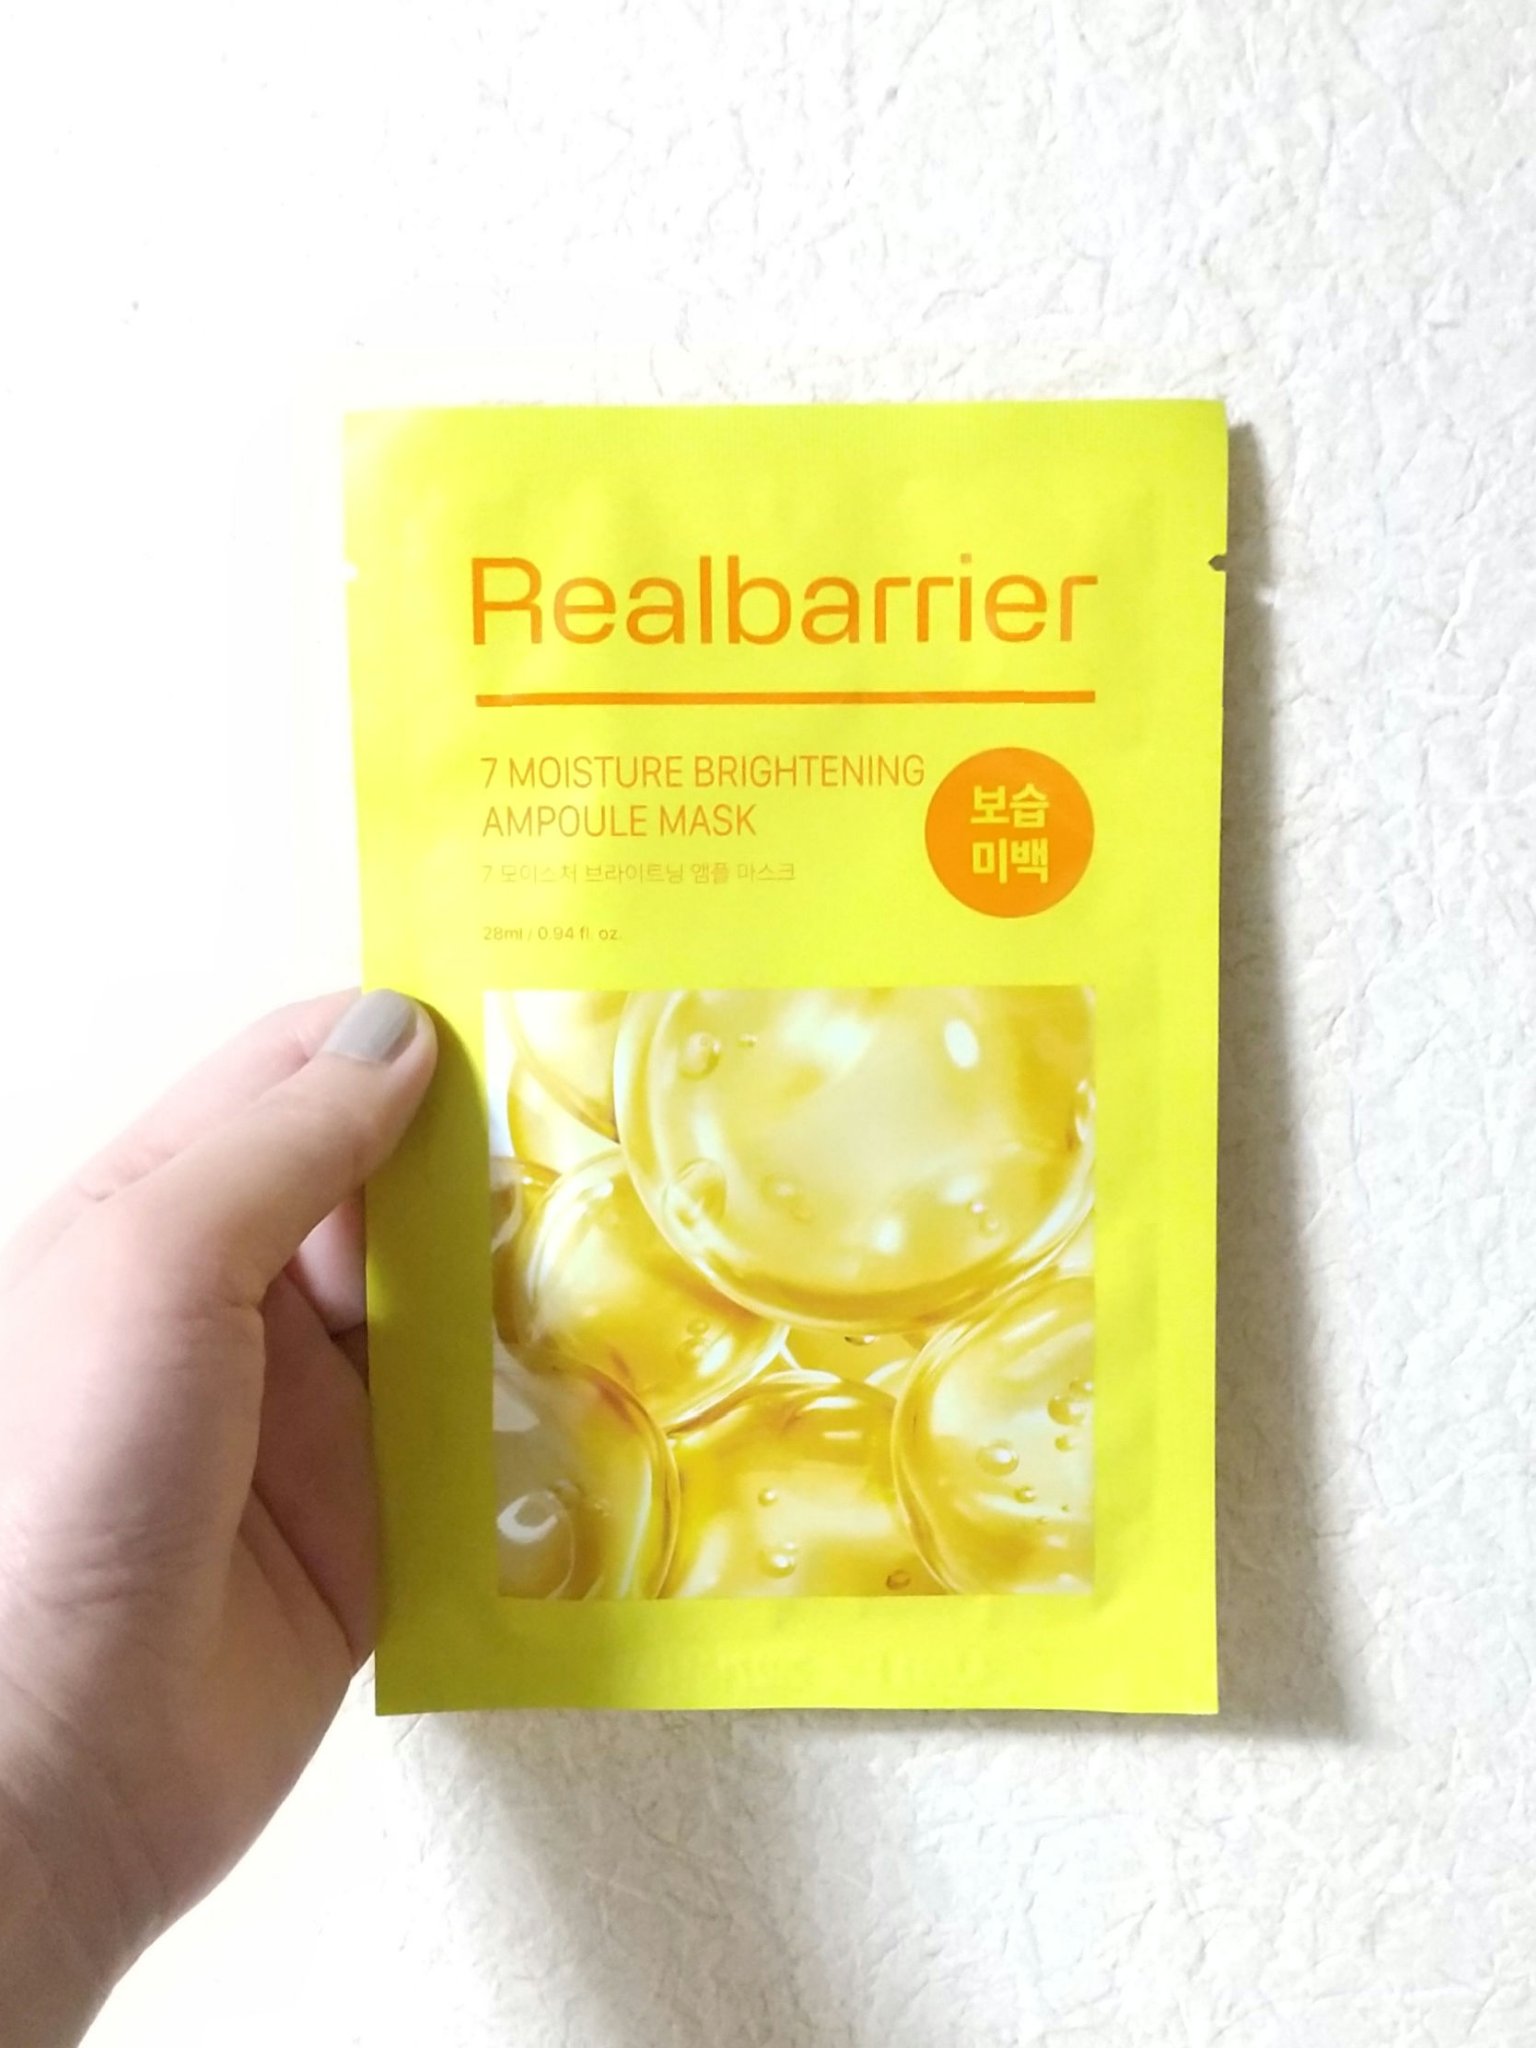 Realbarrier
7 MOISTURE BRIGHTENING
AMPOULE MASK
7 모이스처 브라이트닝 앰플 마스크
28ml / 0.94 fl. oz.
보습
미백